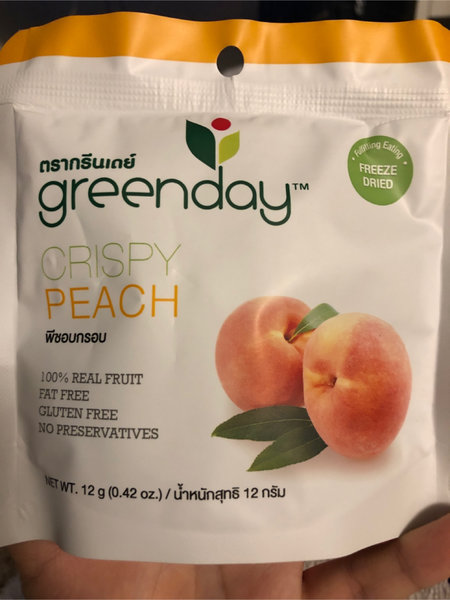 ตรากรีนเดย์
greenday™
Fulfilling Eating
FREEZE
DRIED
CRISPY
PEACH
พีชอบกรอบ
100% REAL FRUIT
FAT FREE
GLUTEN FREE
NO PRESERVATIVES
NET WT. 12 g (0.42 oz.) / น้ำหนักสุทธิ 12 กรัม